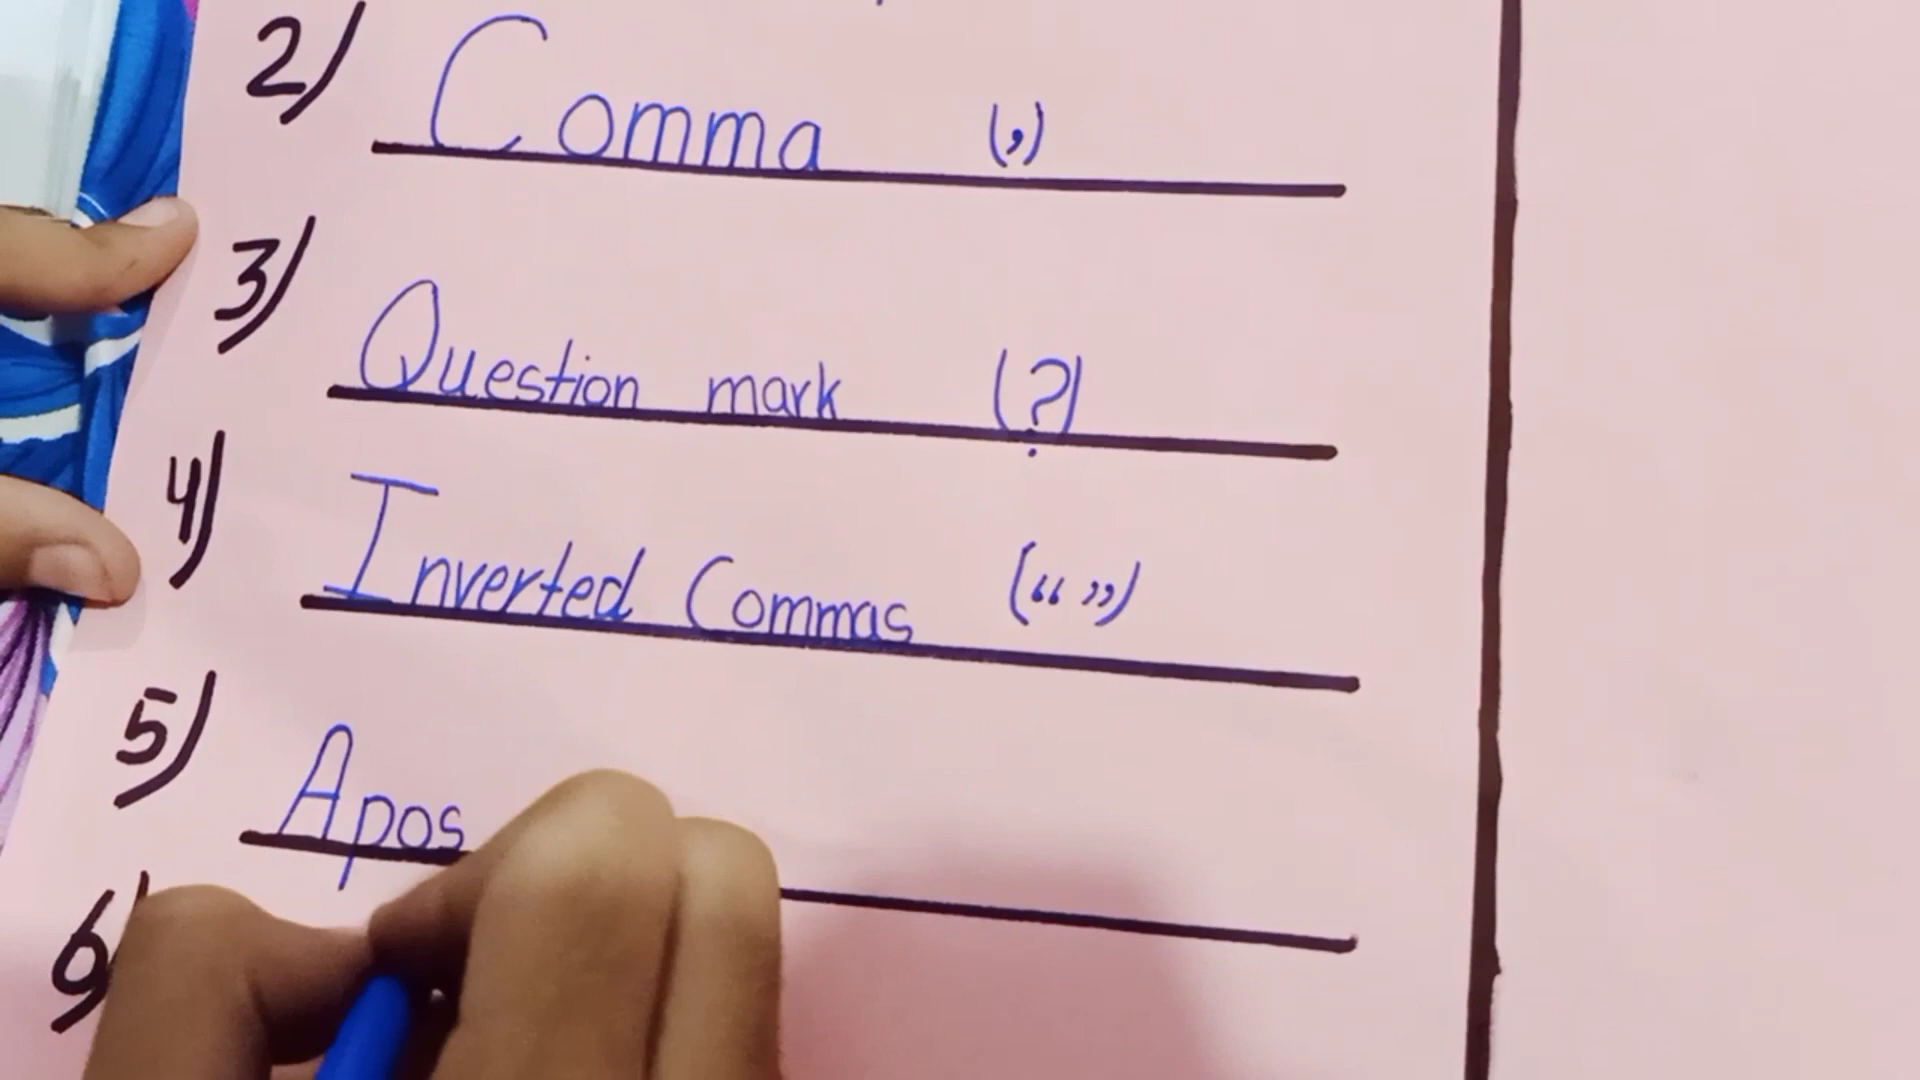 2) Comma (,)
3) Question mark (?)
4) Inverted Commas (“ ”)
5) Apos
6)